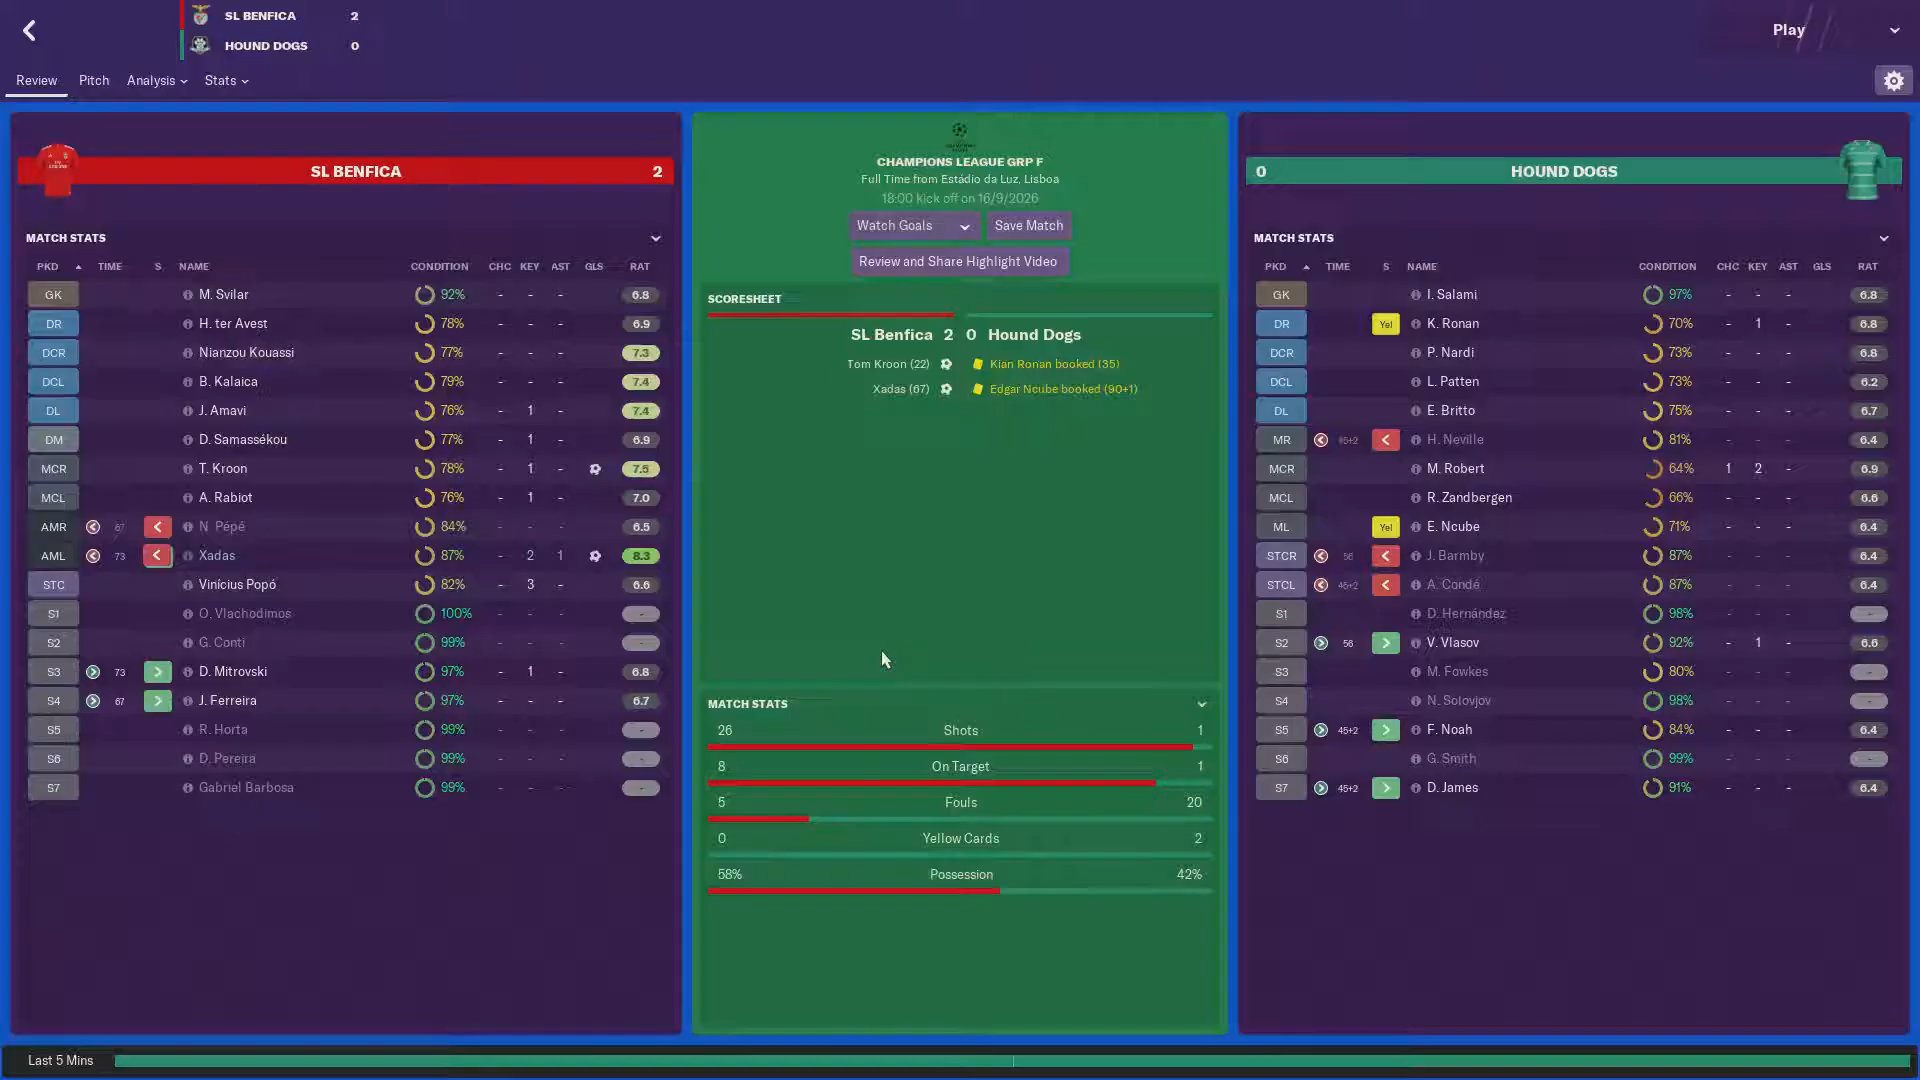 SL BENFICA 2
HOUND DOGS 0
Play
Review Pitch Analysis Stats
SL BENFICA 2
MATCH STATS
PKD TIME S NAME CONDITION CHC KEY AST GLS RAT
GK M. Svilar 92% - - - 6.8
DR H. ter Avest 78% - - - 6.9
DCR Nianzou Kouassi 77% - - - 7.3
DCL B. Kalaica 79% - - - 7.4
DL J. Amavi 76% - 1 - 7.4
DM D. Samassékou 77% - 1 - 6.9
MCR T. Kroon 78% - 1 - 7.5
MCL A. Rabiot 76% - 1 - 7.0
AMR 67 N Pépé 84% - - - 6.5
AML 73 Xadas 87% - 2 1 8.3
STC Vinícius Popó 82% - 3 - 6.6
S1 O. Vlachodimos 100% - - - -
S2 G. Conti 99% - - - -
S3 73 D. Mitrovski 97% - 1 - 6.8
S4 67 J. Ferreira 97% - - - 6.7
S5 R. Horta 99% - - - -
S6 D. Pereira 99% - - - -
S7 Gabriel Barbosa 99% - - - -
CHAMPIONS LEAGUE GRP F
Full Time from Estádio da Luz, Lisboa
18:00 kick off on 16/9/2026
Watch Goals Save Match
Review and Share Highlight Video
SCORESHEET
SL Benfica 2 0 Hound Dogs
Tom Kroon (22) Kian Ronan booked (35)
Xadas (67) Edgar Ncube booked (90+1)
MATCH STATS
26 Shots 1
8 On Target 1
5 Fouls 20
0 Yellow Cards 2
58% Possession 42%
0 HOUND DOGS
MATCH STATS
PKD TIME S NAME CONDITION CHC KEY AST GLS RAT
GK I. Salami 97% - - - 6.8
DR Yel K. Ronan 70% - 1 - 6.8
DCR P. Nardi 73% - - - 6.8
DCL L. Patten 73% - - - 6.2
DL E. Britto 75% - - - 6.7
MR 45+2 H. Neville 81% - - - 6.4
MCR M. Robert 64% 1 2 - 6.9
MCL R. Zandbergen 66% - - - 6.6
ML Yel E. Ncube 71% - - - 6.4
STCR 56 J. Barmby 87% - - - 6.4
STCL 45+2 A. Condé 87% - - - 6.4
S1 D. Hernández 98% - - - -
S2 56 V. Vlasov 92% - 1 - 6.6
S3 M. Fowkes 80% - - - -
S4 N. Solovjov 98% - - - -
S5 45+2 F. Noah 84% - - - 6.4
S6 G. Smith 99% - - - -
S7 45+2 D. James 91% - - - 6.4
Last 5 Mins